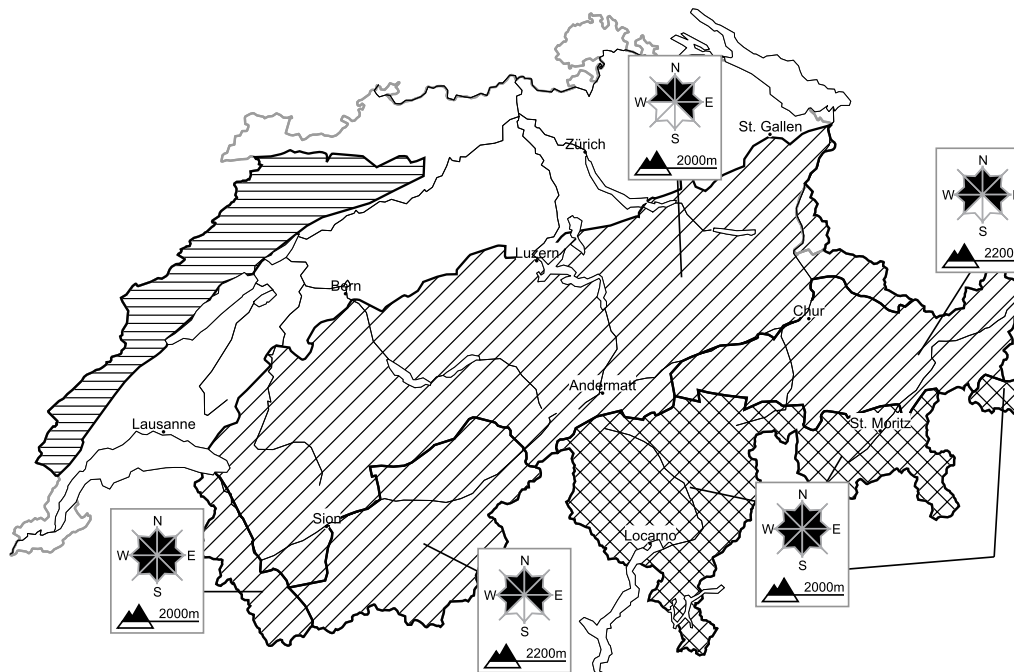 N
W E
S
2000m
St. Gallen
Zürich
N
W
S
2200
Luzern
Bern
Chur
Andermatt
Lausanne
St. Moritz
Sion
Locarno
N
W E
S
2000m
N
W E
S
2000m
N
W E
S
2200m